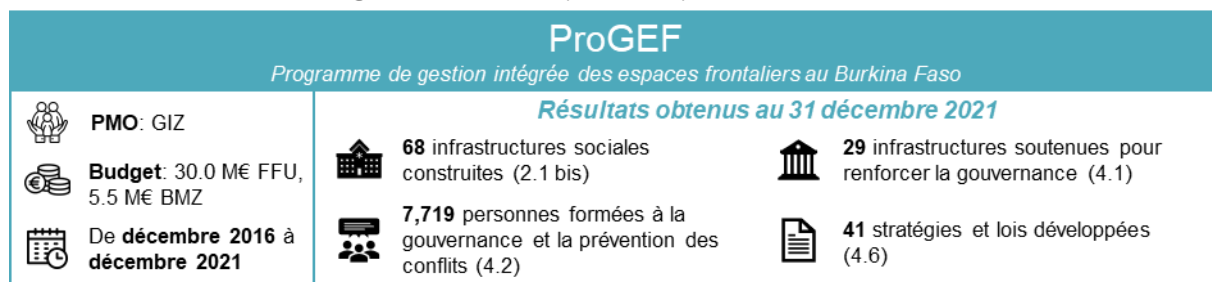 ProGEF
Programme de gestion intégrée des espaces frontaliers au Burkina Faso
PMO: GIZ
Budget: 30.0 M€ FFU,
5.5 M€ BMZ
De décembre 2016 à
décembre 2021
Résultats obtenus au 31 décembre 2021
68 infrastructures sociales
construites (2.1 bis)
7,719 personnes formées à la
gouvernance et la prévention des
conflits (4.2)
29 infrastructures soutenues pour
renforcer la gouvernance (4.1)
41 stratégies et lois développées
(4.6)